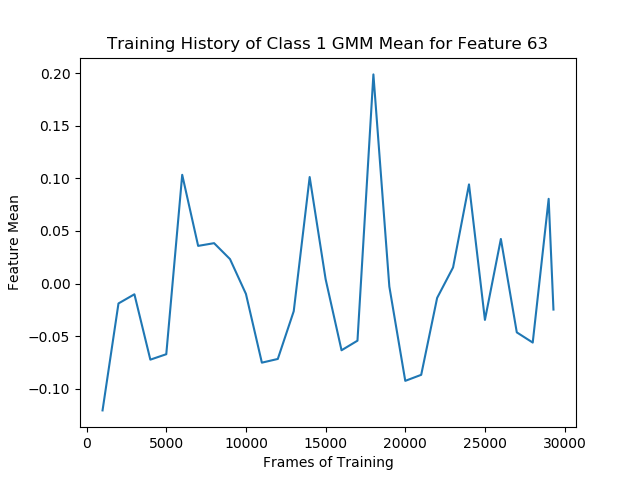 Training History of Class 1 GMM Mean for Feature 63
0.20
0.15
0.10
0.05
0.00
−0.05
−0.10
Feature Mean
0 5000 10000 15000 20000 25000 30000
Frames of Training